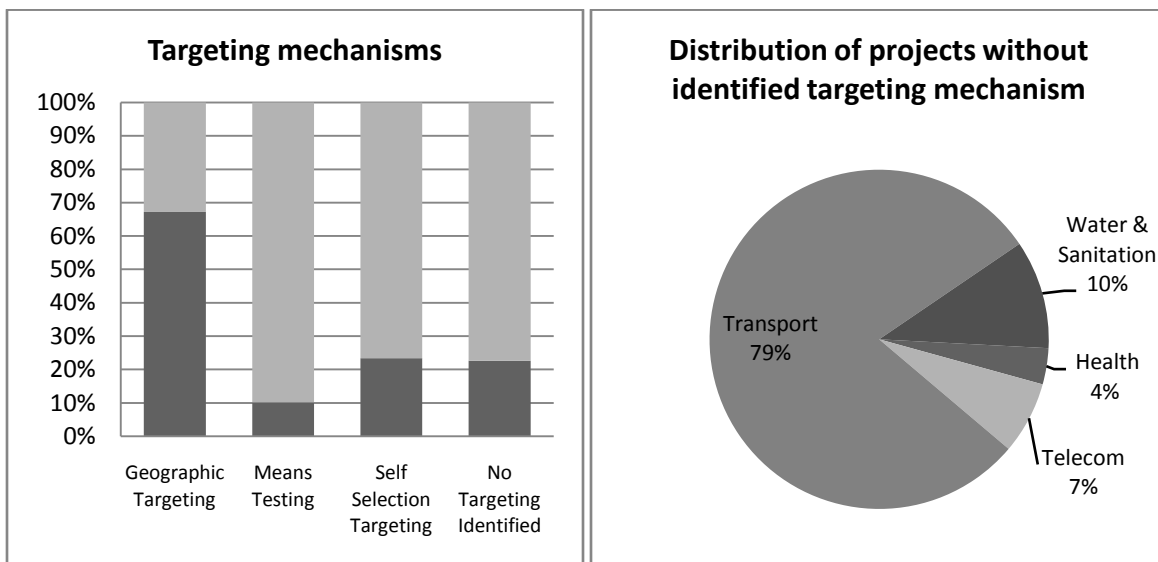 Targeting mechanisms
100%
90%
80%
70%
60%
50%
40%
30%
20%
10%
0%
Geographic
Targeting
Means
Testing
Self
Selection
Targeting
No
Targeting
Identified
Distribution of projects without
identified targeting mechanism
Water &
Sanitation
10%
Transport
79%
Health
4%
Telecom
7%